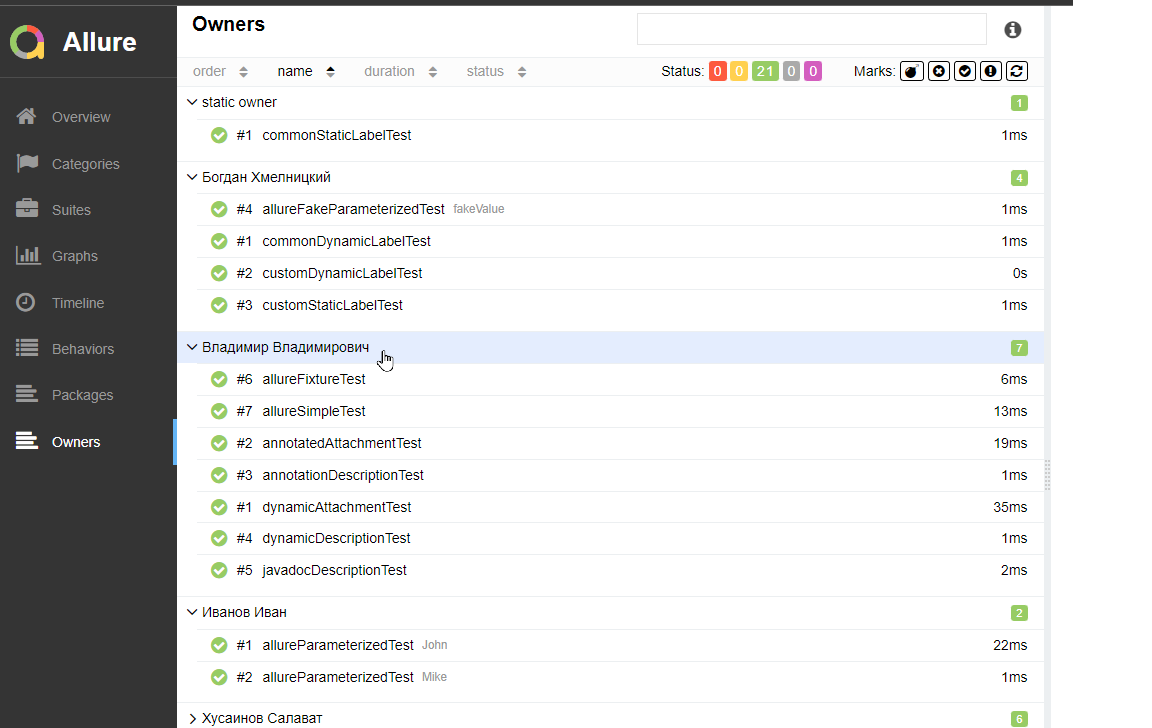 Allure
Overview
Categories
Suites
Graphs
Timeline
Behaviors
Packages
Owners
Owners
order name duration status Status: 0 0 21 0 0 Marks:
static owner 1
#1 commonStaticLabelTest 1ms
Богдан Хмелницкий 4
#4 allureFakeParameterizedTest fakeValue 1ms
#1 commonDynamicLabelTest 1ms
#2 customDynamicLabelTest 0s
#3 customStaticLabelTest 1ms
Владимир Владимирович 7
#6 allureFixtureTest 6ms
#7 allureSimpleTest 13ms
#2 annotatedAttachmentTest 19ms
#3 annotationDescriptionTest 1ms
#1 dynamicAttachmentTest 35ms
#4 dynamicDescriptionTest 1ms
#5 javadocDescriptionTest 2ms
Иванов Иван 2
#1 allureParameterizedTest John 22ms
#2 allureParameterizedTest Mike 1ms
Хусаинов Салават 6